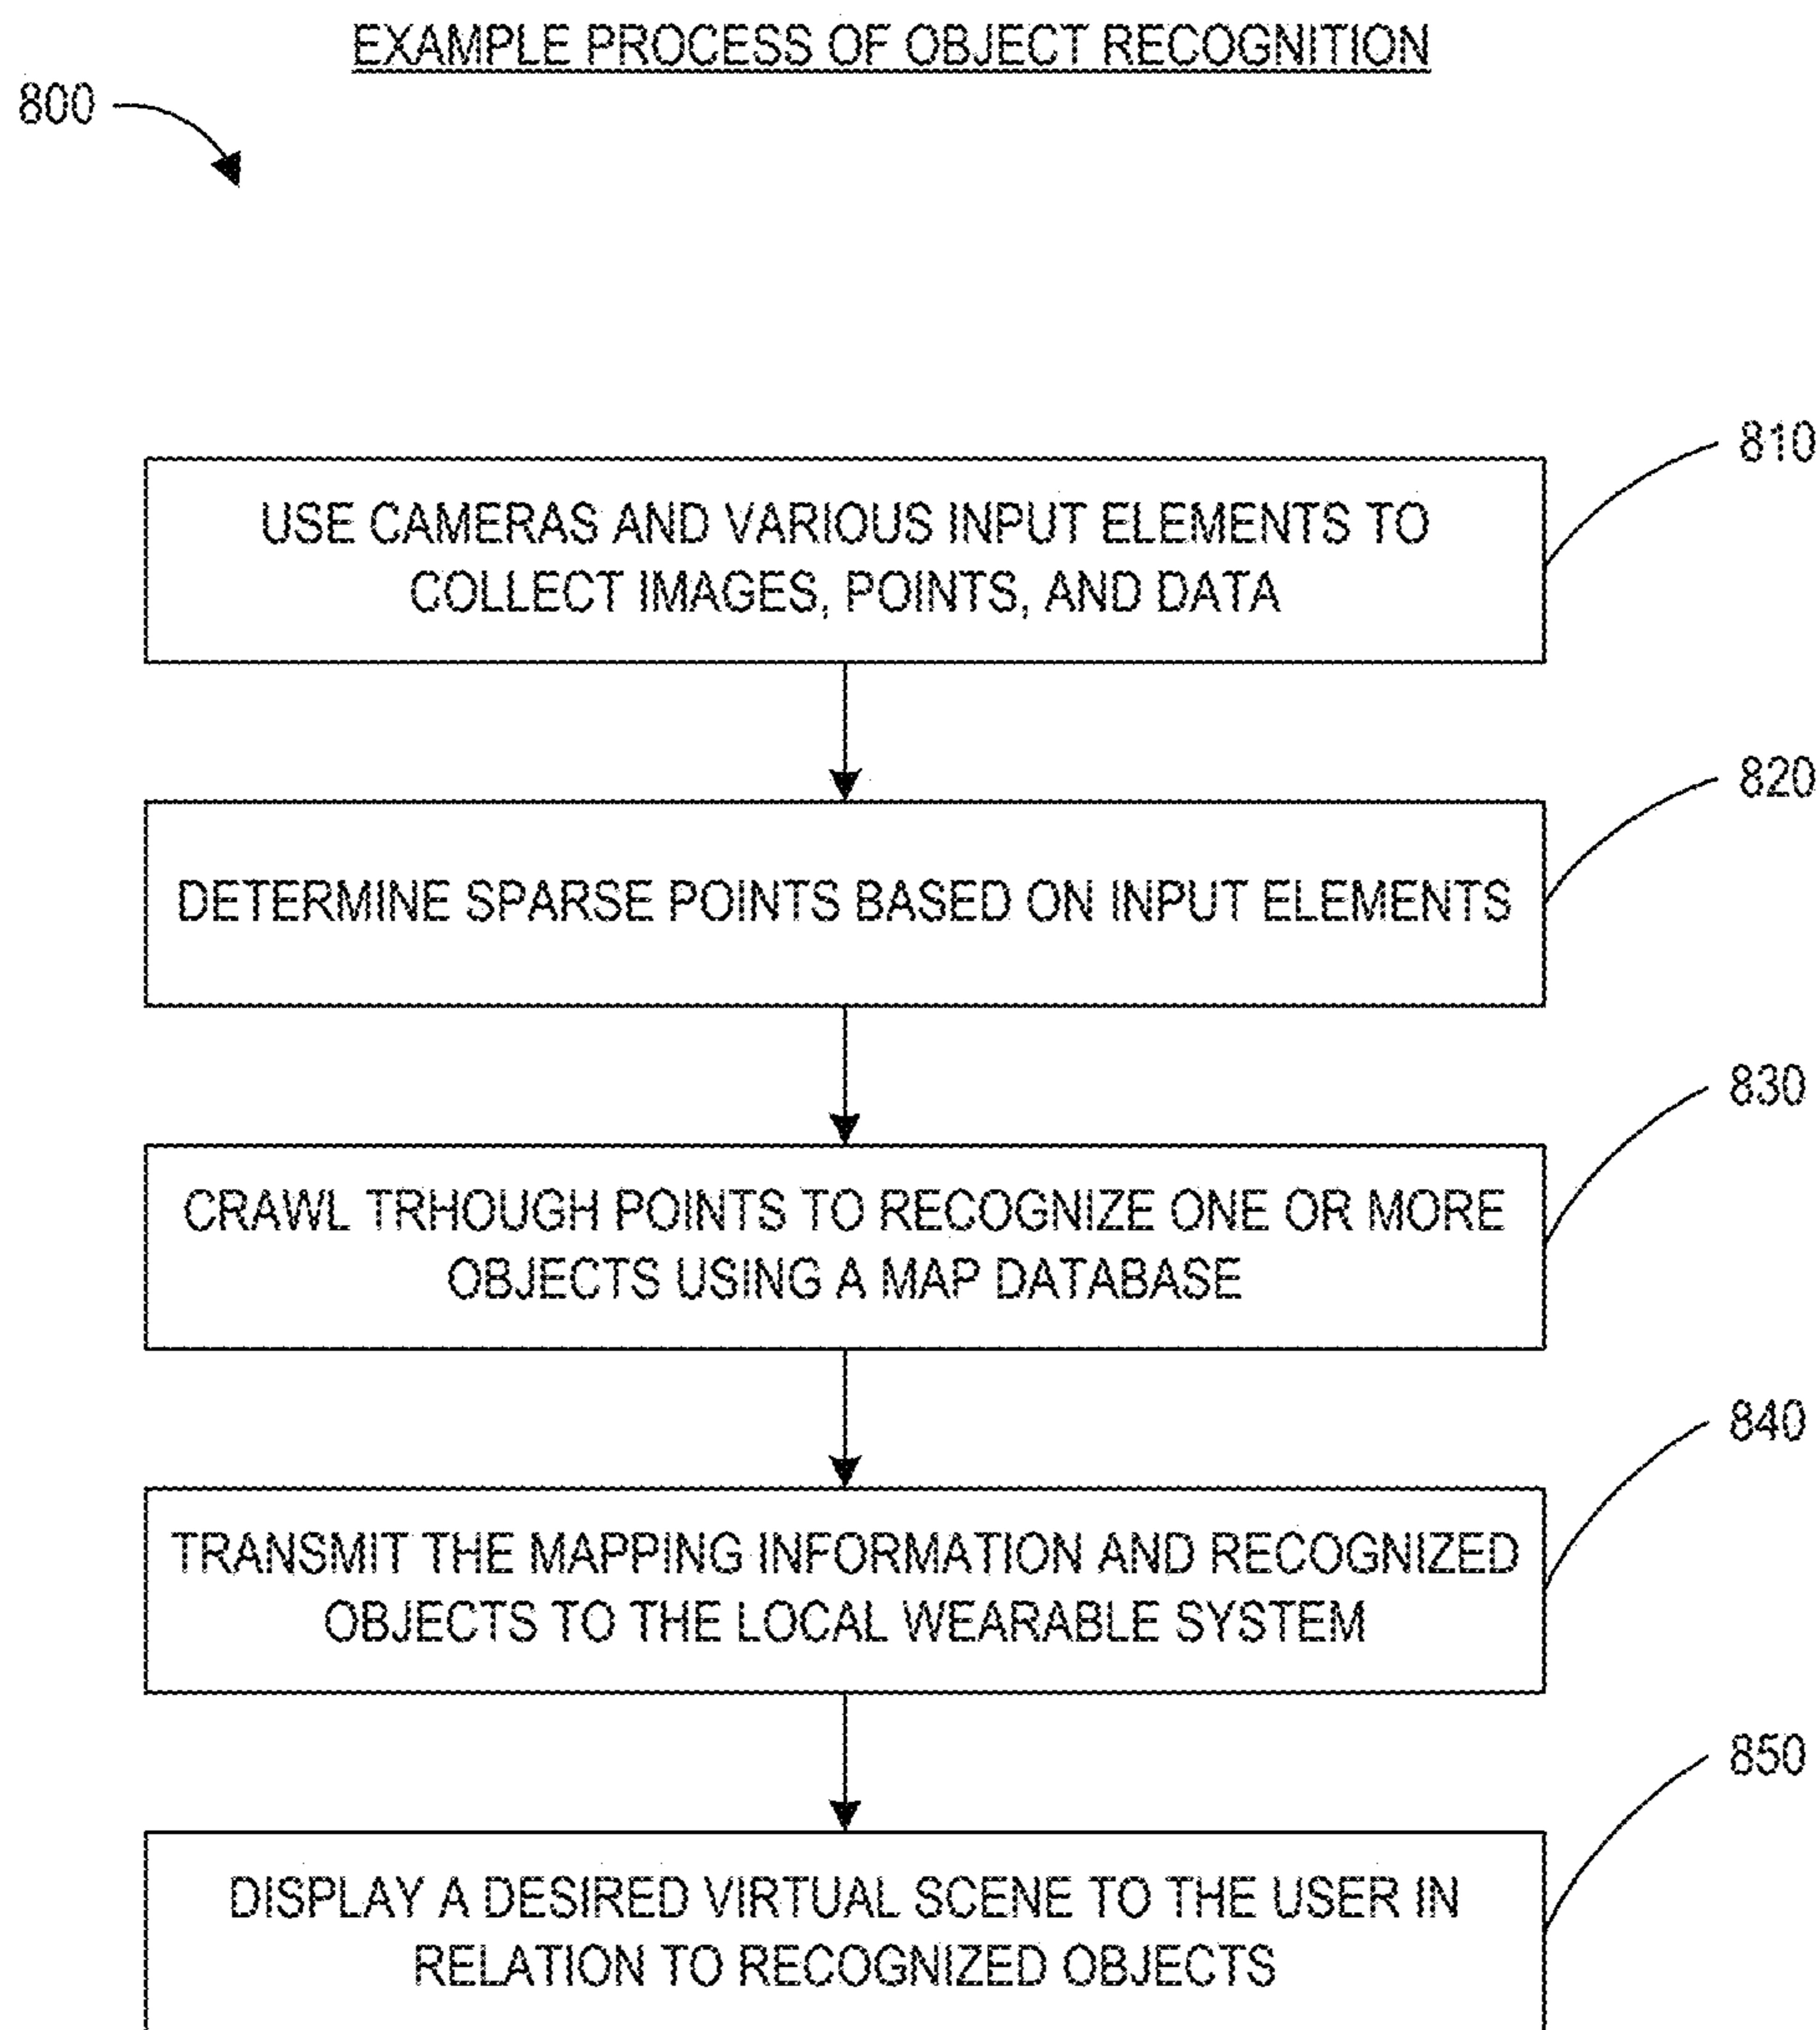 EXAMPLE PROCESS OF OBJECT RECOGNITION
800
810
USE CAMERAS AND VARIOUS INPUT ELEMENTS TO
COLLECT IMAGES, POINTS, AND DATA
820
DETERMINE SPARSE POINTS BASED ON INPUT ELEMENTS
830
CRAWL TRHOUGH POINTS TO RECOGNIZE ONE OR MORE
OBJECTS USING A MAP DATABASE
840
TRANSMIT THE MAPPING INFORMATION AND RECOGNIZED
OBJECTS TO THE LOCAL WEARABLE SYSTEM
850
DISPLAY A DESIRED VIRTUAL SCENE TO THE USER IN
RELATION TO RECOGNIZED OBJECTS